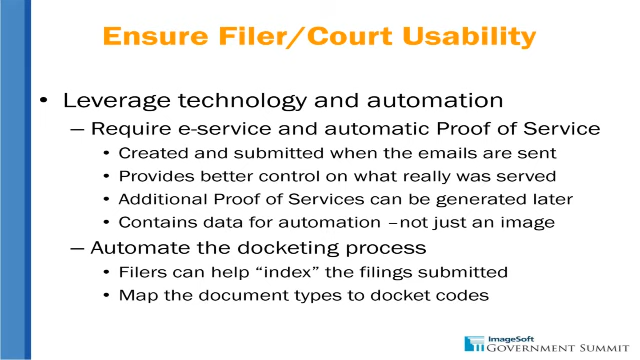 Ensure Filer/Court Usability
• Leverage technology and automation
– Require e-service and automatic Proof of Service
• Created and submitted when the emails are sent
• Provides better control on what really was served
• Additional Proof of Services can be generated later
• Contains data for automation –not just an image
– Automate the docketing process
• Filers can help “index” the filings submitted
• Map the document types to docket codes
ImageSoft
GOVERNMENT SUMMIT